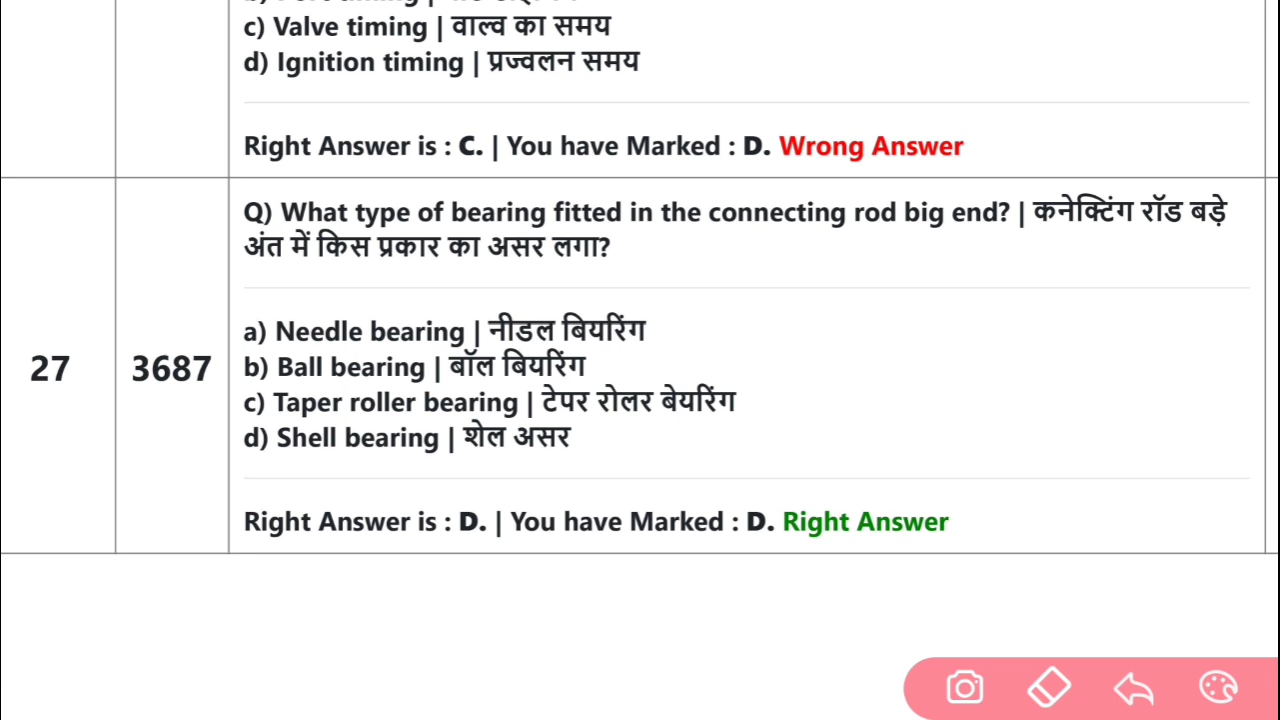 c) Valve timing | वाल्व का समय
d) Ignition timing | प्रज्वलन समय
Right Answer is : C. | You have Marked : D. Wrong Answer
27
3687
Q) What type of bearing fitted in the connecting rod big end? | कनेक्टिंग रॉड बड़े
अंत में किस प्रकार का असर लगा?
a) Needle bearing | नीडल बियरिंग
b) Ball bearing | बॉल बियरिंग
c) Taper roller bearing | टेपर रोलर बेयरिंग
d) Shell bearing | शेल असर
Right Answer is : D. | You have Marked : D. Right Answer